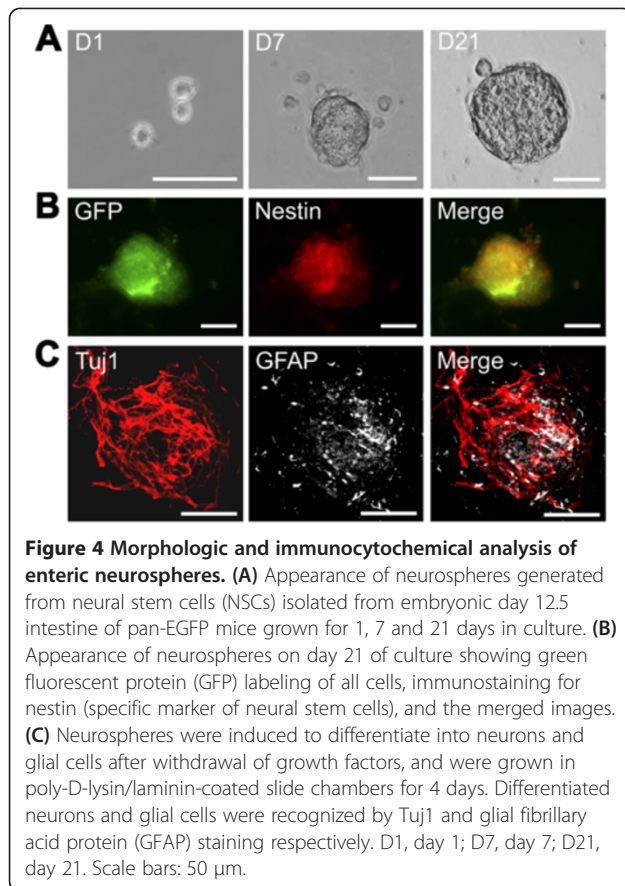 A
D1
D7
D21
B
GFP
Nestin
Merge
C
Tuj1
GFAP
Merge
Figure 4 Morphologic and immunocytochemical analysis of
enteric neurospheres. (A) Appearance of neurospheres generated
from neural stem cells (NSCs) isolated from embryonic day 12.5
intestine of pan-EGFP mice grown for 1, 7 and 21 days in culture. (B)
Appearance of neurospheres on day 21 of culture showing green
fluorescent protein (GFP) labeling of all cells, immunostaining for
nestin (specific marker of neural stem cells), and the merged images.
(C) Neurospheres were induced to differentiate into neurons and
glial cells after withdrawal of growth factors, and were grown in
poly-D-lysin/laminin-coated slide chambers for 4 days. Differentiated
neurons and glial cells were recognized by Tuj1 and glial fibrillary
acid protein (GFAP) staining respectively. D1, day 1; D7, day 7; D21,
day 21. Scale bars: 50 μm.